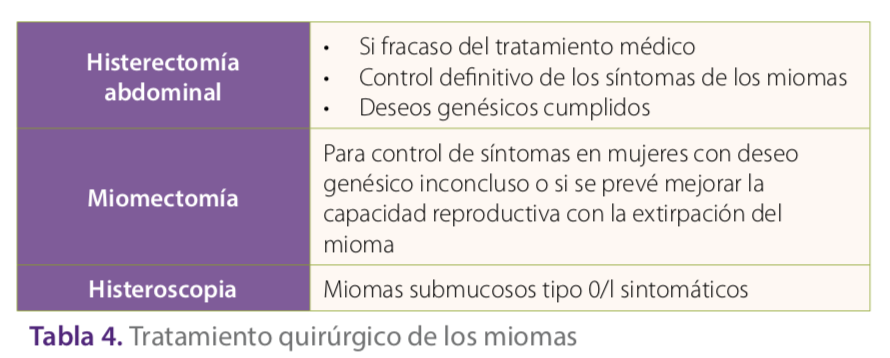 Histerectomía
abdominal
• Si fracaso del tratamiento médico
• Control definitivo de los síntomas de los miomas
• Deseos genésicos cumplidos
Miomectomía
Para control de síntomas en mujeres con deseo
genésico inconcluso o si se prevé mejorar la
capacidad reproductiva con la extirpación del
mioma
Histeroscopia
Miomas submucosos tipo 0/l sintomáticos
Tabla 4. Tratamiento quirúrgico de los miomas